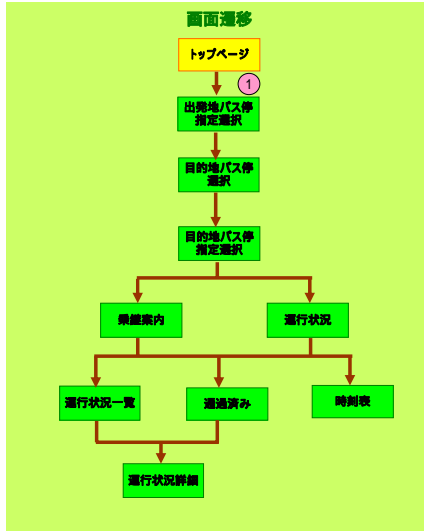 画面遷移
トップページ
1
出発地バス停
指定選択
目的地バス停
選択
目的地バス停
指定選択
乗継案内
運行状況
運行状況一覧
通過済み
時刻表
運行状況詳細